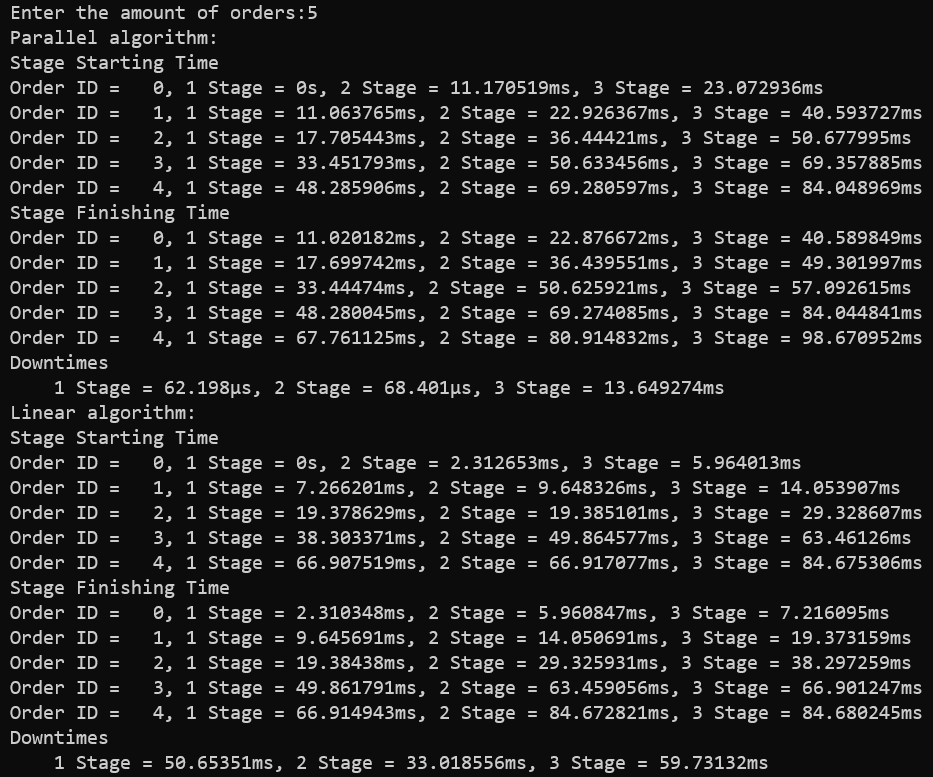 Enter the amount of orders:5
Parallel algorithm:
Stage Starting Time
Order ID =   0, 1 Stage = 0s, 2 Stage = 11.170519ms, 3 Stage = 23.072936ms
Order ID =   1, 1 Stage = 11.063765ms, 2 Stage = 22.926367ms, 3 Stage = 40.593727ms
Order ID =   2, 1 Stage = 17.705443ms, 2 Stage = 36.44421ms, 3 Stage = 50.677995ms
Order ID =   3, 1 Stage = 33.451793ms, 2 Stage = 50.633456ms, 3 Stage = 69.357885ms
Order ID =   4, 1 Stage = 48.285906ms, 2 Stage = 69.280597ms, 3 Stage = 84.048969ms
Stage Finishing Time
Order ID =   0, 1 Stage = 11.020182ms, 2 Stage = 22.876672ms, 3 Stage = 40.589849ms
Order ID =   1, 1 Stage = 17.699742ms, 2 Stage = 36.439551ms, 3 Stage = 49.301997ms
Order ID =   2, 1 Stage = 33.44474ms, 2 Stage = 50.625921ms, 3 Stage = 57.092615ms
Order ID =   3, 1 Stage = 48.280045ms, 2 Stage = 69.274085ms, 3 Stage = 84.044841ms
Order ID =   4, 1 Stage = 67.761125ms, 2 Stage = 80.914832ms, 3 Stage = 98.670952ms
Downtimes
    1 Stage = 62.198µs, 2 Stage = 68.401µs, 3 Stage = 13.649274ms
Linear algorithm:
Stage Starting Time
Order ID =   0, 1 Stage = 0s, 2 Stage = 2.312653ms, 3 Stage = 5.964013ms
Order ID =   1, 1 Stage = 7.266201ms, 2 Stage = 9.648326ms, 3 Stage = 14.053907ms
Order ID =   2, 1 Stage = 19.378629ms, 2 Stage = 19.385101ms, 3 Stage = 29.328607ms
Order ID =   3, 1 Stage = 38.303371ms, 2 Stage = 49.864577ms, 3 Stage = 63.46126ms
Order ID =   4, 1 Stage = 66.907519ms, 2 Stage = 66.917077ms, 3 Stage = 84.675306ms
Stage Finishing Time
Order ID =   0, 1 Stage = 2.310348ms, 2 Stage = 5.960847ms, 3 Stage = 7.216095ms
Order ID =   1, 1 Stage = 9.645691ms, 2 Stage = 14.050691ms, 3 Stage = 19.373159ms
Order ID =   2, 1 Stage = 19.38438ms, 2 Stage = 29.325931ms, 3 Stage = 38.297259ms
Order ID =   3, 1 Stage = 49.861791ms, 2 Stage = 63.459056ms, 3 Stage = 66.901247ms
Order ID =   4, 1 Stage = 66.914943ms, 2 Stage = 84.672821ms, 3 Stage = 84.680245ms
Downtimes
    1 Stage = 50.65351ms, 2 Stage = 33.018556ms, 3 Stage = 59.73132ms